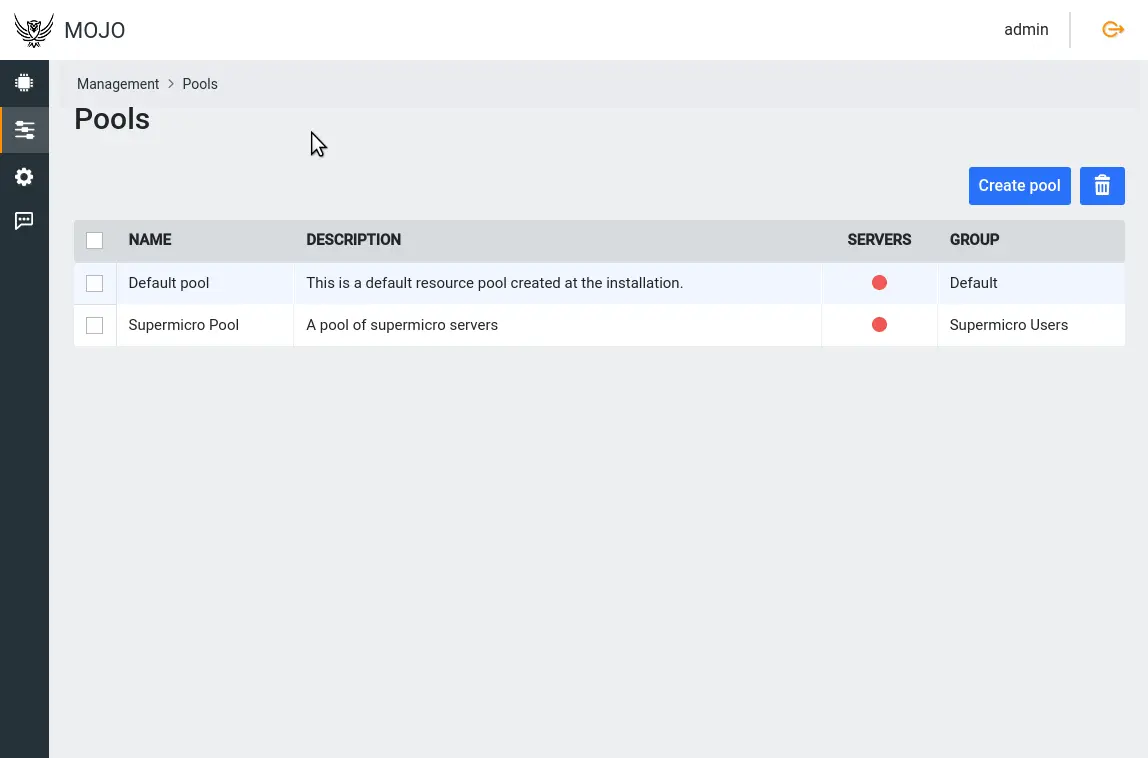 MOJO
admin
Management > Pools
Pools
Create pool
NAME DESCRIPTION SERVERS GROUP
Default pool This is a default resource pool created at the installation. Default
Supermicro Pool A pool of supermicro servers Supermicro Users